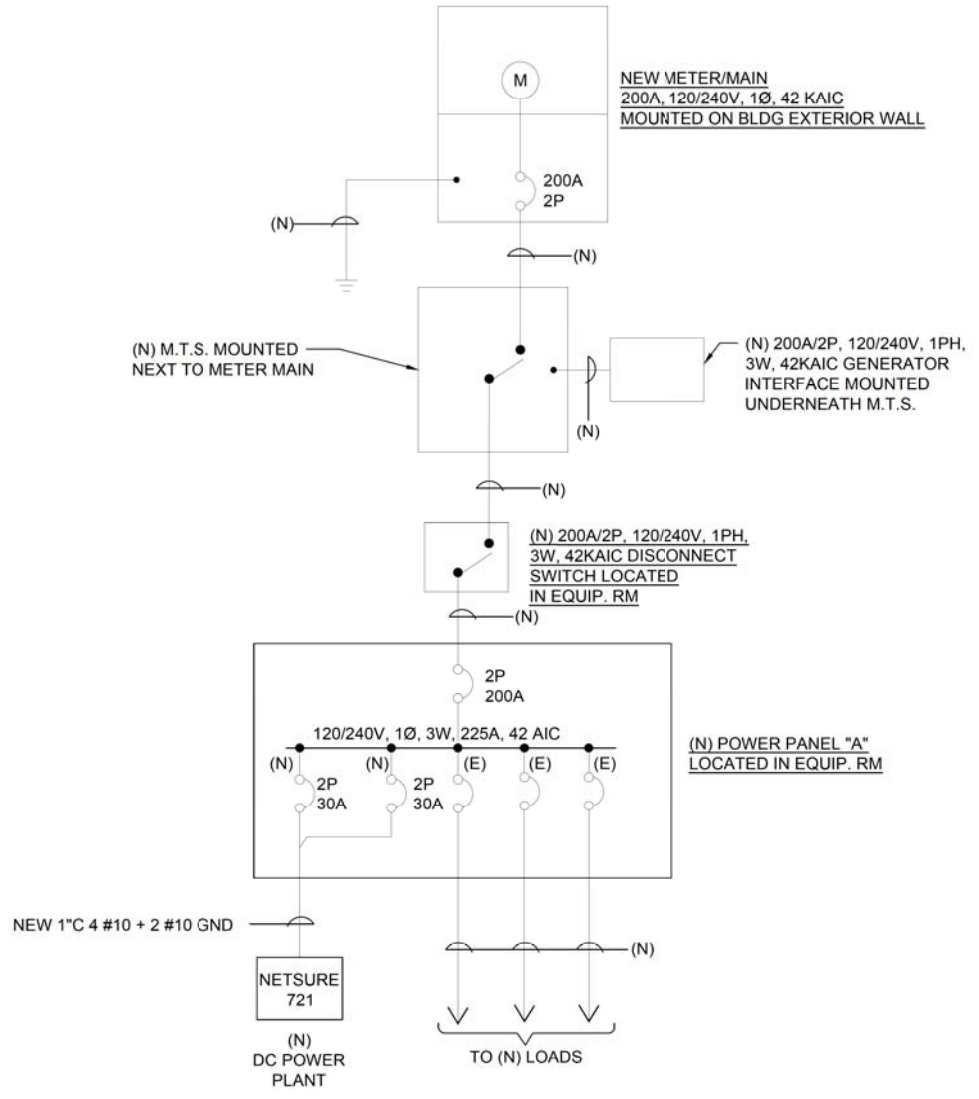 M
NEW METER/MAIN
200A, 120/240V, 1Ø, 42 KAIC
MOUNTED ON BLDG EXTERIOR WALL
200A
2P
(N)
(N)
(N) M.T.S. MOUNTED
NEXT TO METER MAIN
(N) 200A/2P, 120/240V, 1PH,
3W, 42KAIC GENERATOR
INTERFACE MOUNTED
UNDERNEATH M.T.S.
(N)
(N)
(N) 200A/2P, 120/240V, 1PH,
3W, 42KAIC DISCONNECT
SWITCH LOCATED
IN EQUIP. RM
(N)
2P
200A
120/240V, 1Ø, 3W, 225A, 42 AIC
(N) POWER PANEL "A"
LOCATED IN EQUIP. RM
(N)
(N)
(E)
(E)
(E)
2P
30A
2P
30A
NEW 1"C 4 #10 + 2 #10 GND
(N)
NETSURE
721
(N)
DC POWER
PLANT
TO (N) LOADS